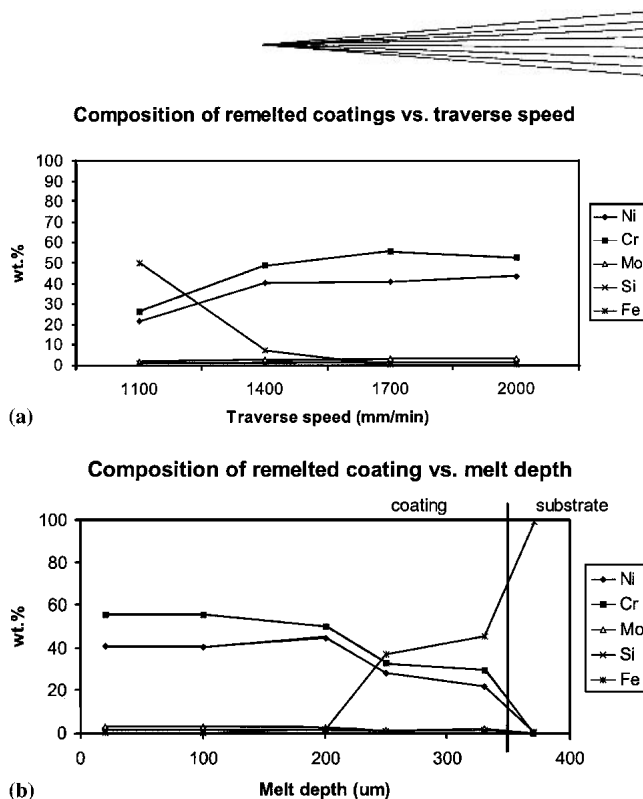 Composition of remelted coatings vs. traverse speed
100
90
80
70
60
50
40
30
20
10
0
wt.%
1100 1400 1700 2000
Traverse speed (mm/min)
Ni
Cr
Mo
Si
Fe
(a)
Composition of remelted coating vs. melt depth
coating substrate
100
80
60
40
20
0
wt.%
0 100 200 300 400
Melt depth (um)
Ni
Cr
Mo
Si
Fe
(b)